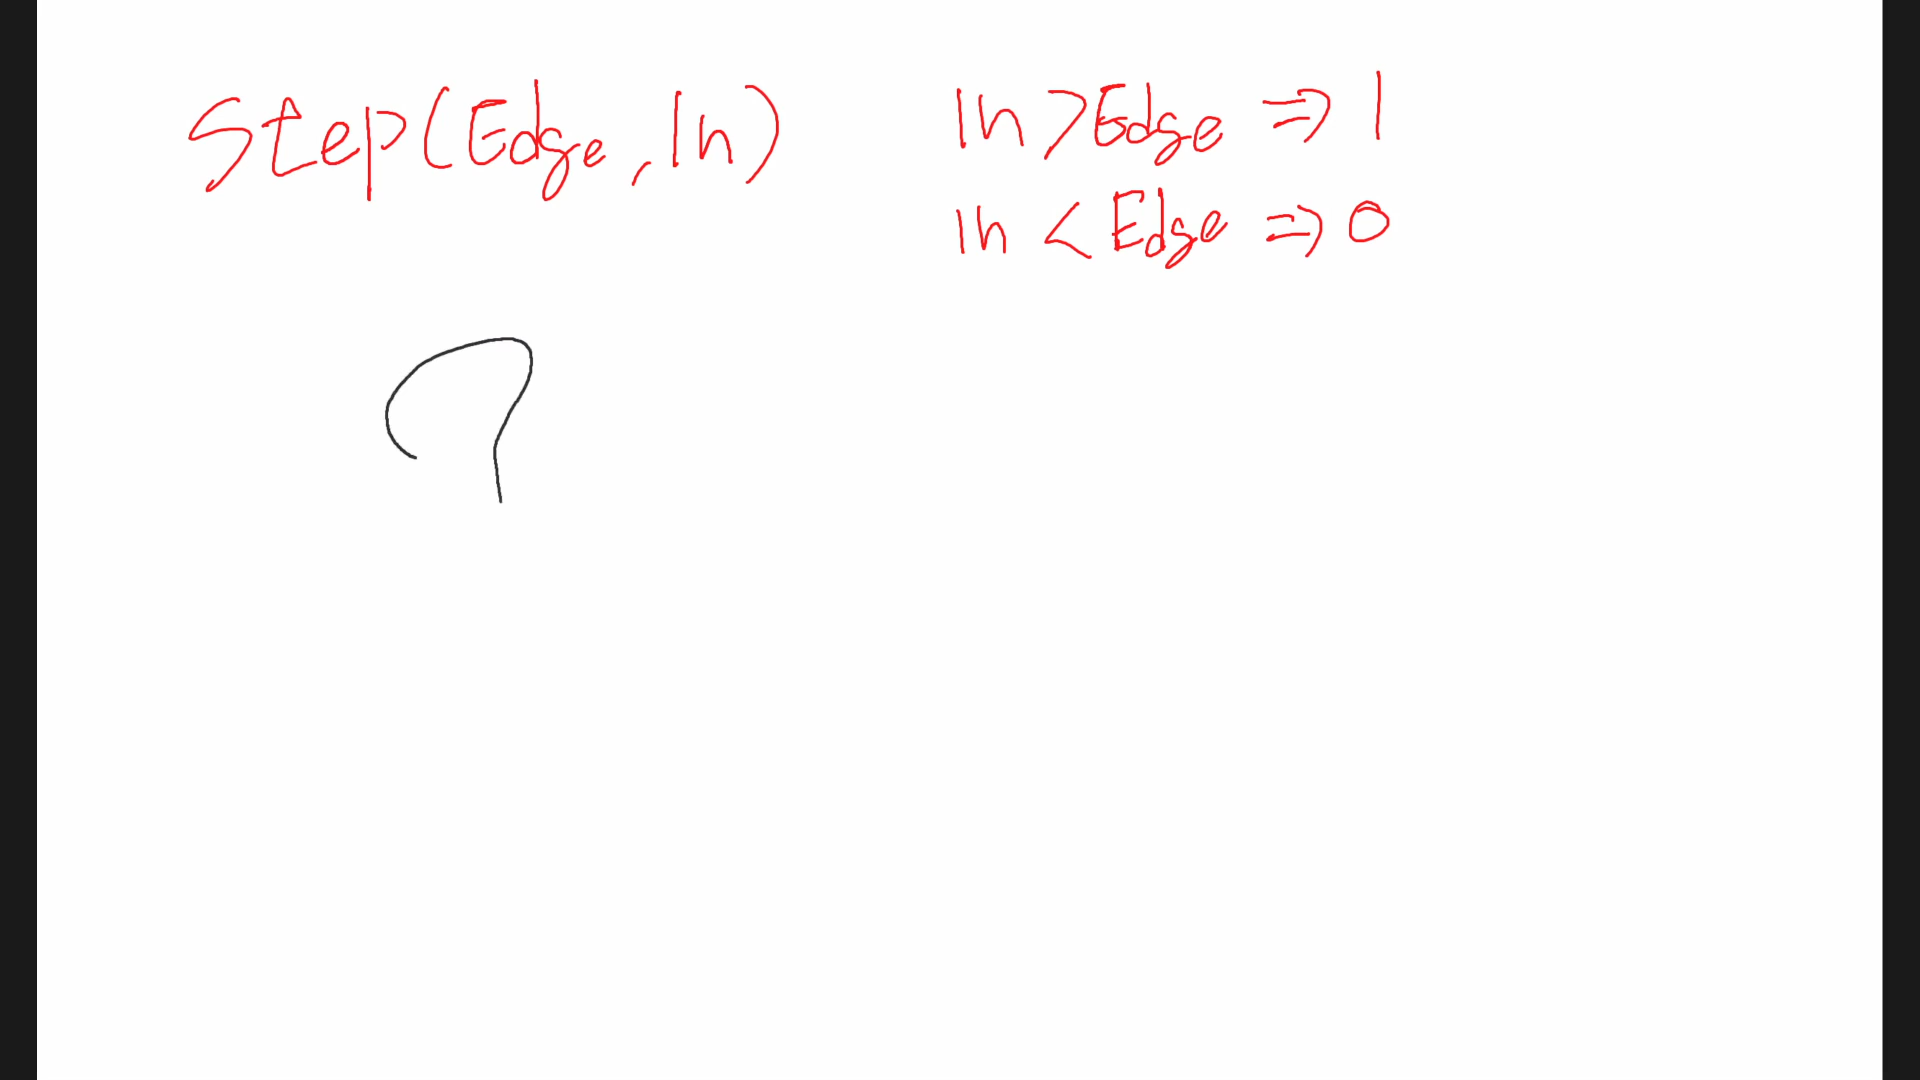 Step(Edge, In)
In > Edge => 1
In < Edge => 0
?